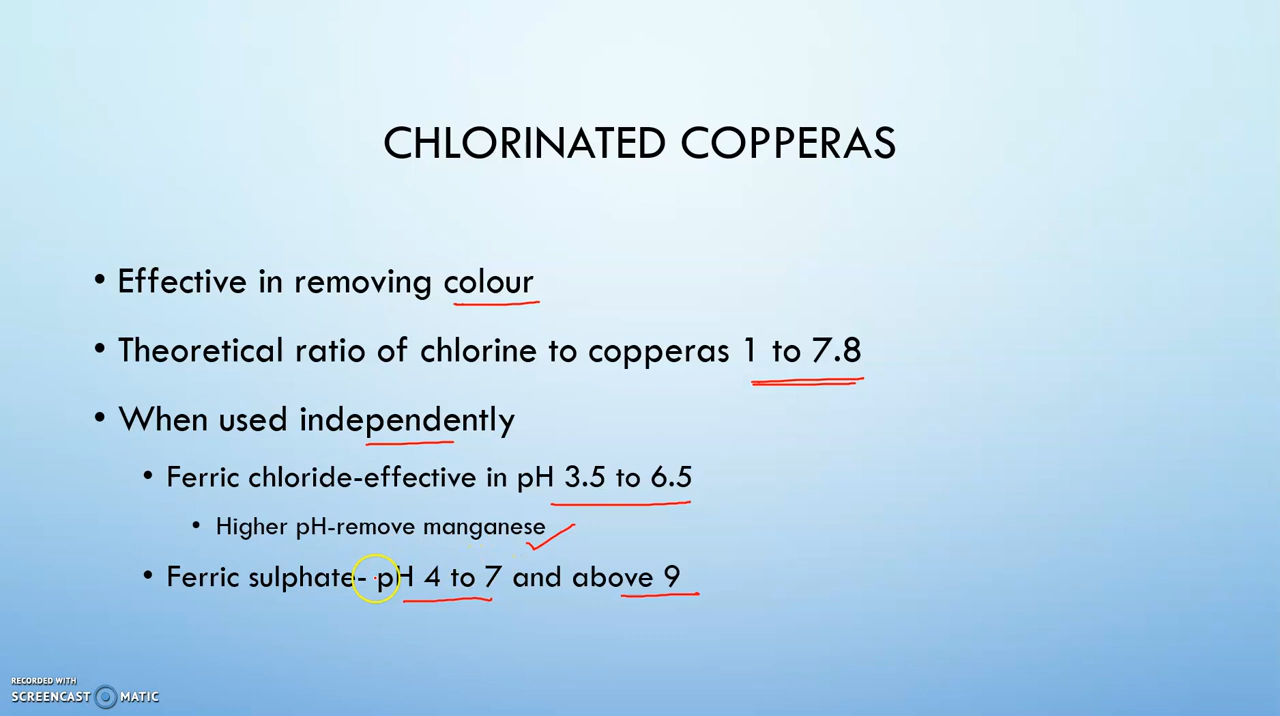 CHLORINATED COPPERAS
• Effective in removing colour
• Theoretical ratio of chlorine to copperas 1 to 7.8
• When used independently
• Ferric chloride-effective in pH 3.5 to 6.5
• Higher pH-remove manganese
• Ferric sulphate- pH 4 to 7 and above 9
RECORDED WITH
SCREENCAST MATIC